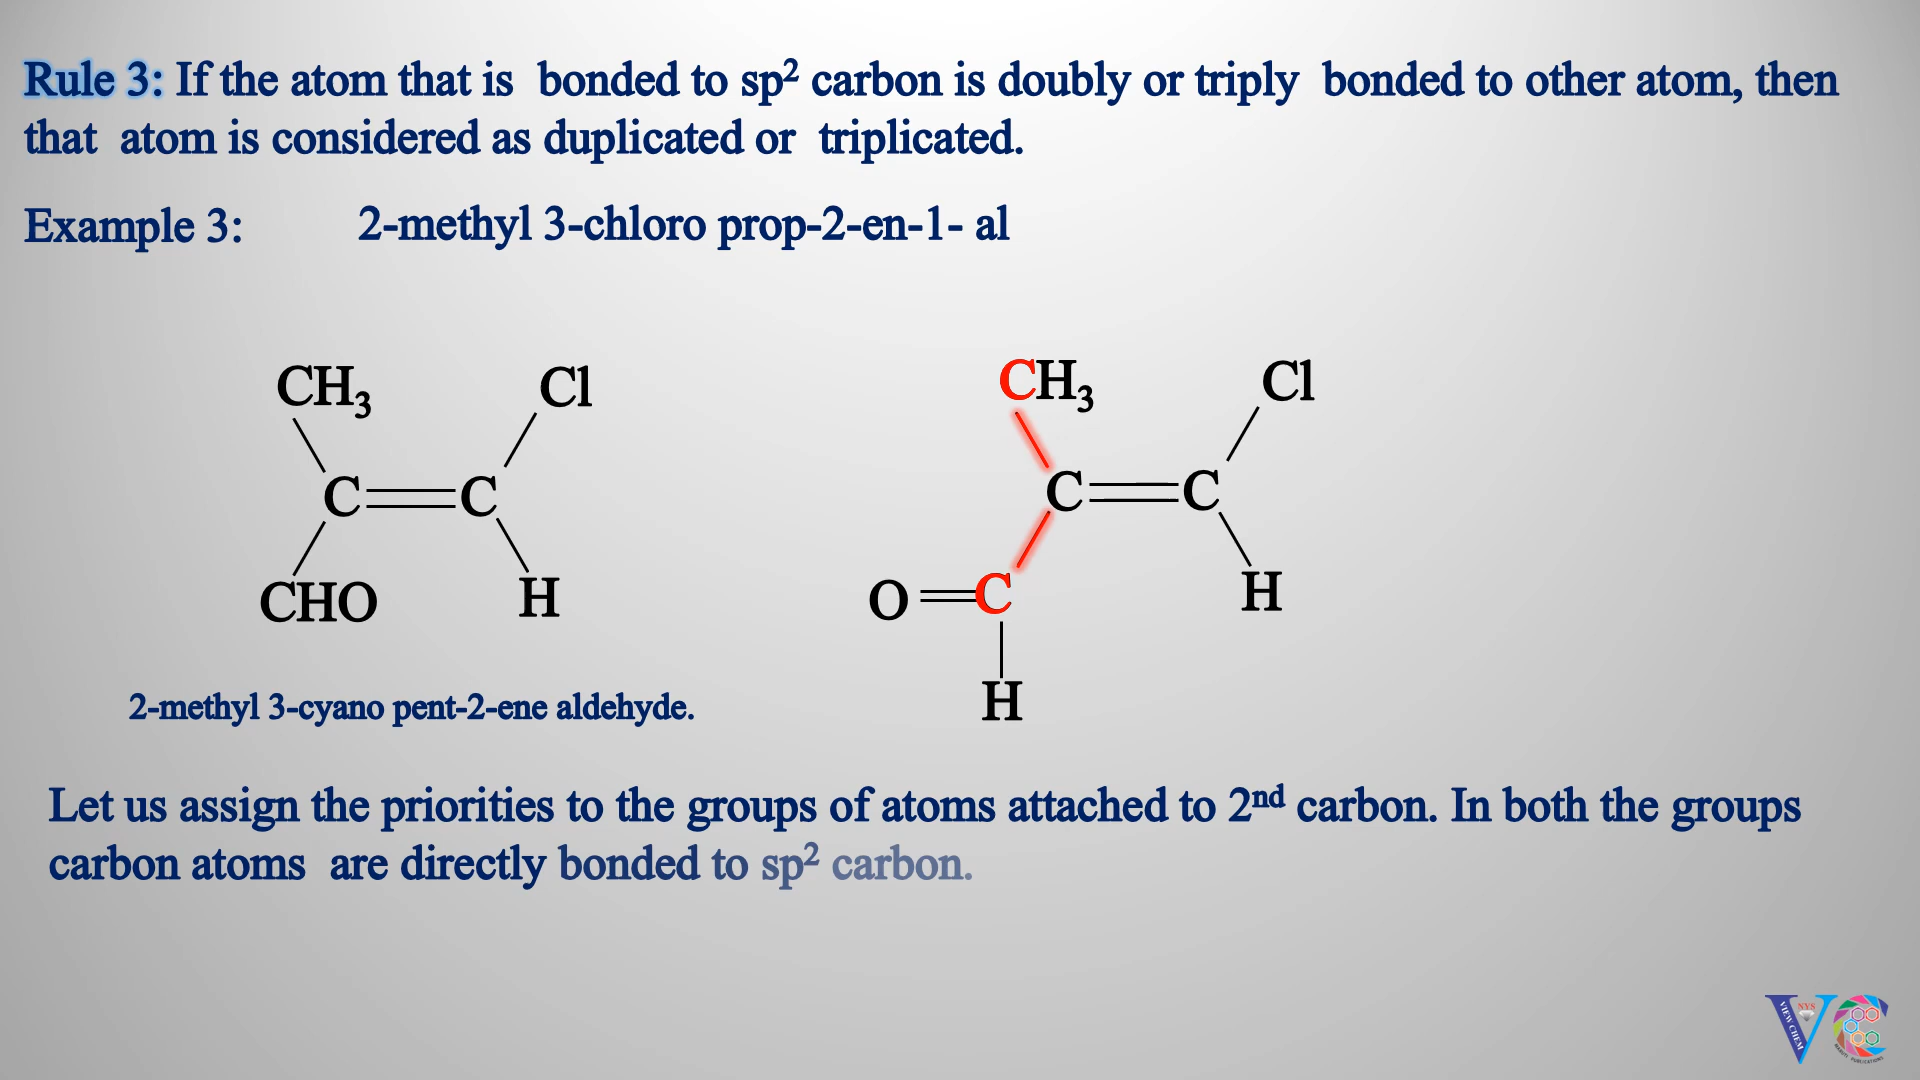 Rule 3: If the atom that is bonded to sp² carbon is doubly or triply bonded to other atom, then
that atom is considered as duplicated or triplicated.
Example 3: 2-methyl 3-chloro prop-2-en-1- al
CH₃ Cl
C C
CHO H
CH₃ Cl
C C
O C H
H
2-methyl 3-cyano pent-2-ene aldehyde.
Let us assign the priorities to the groups of atoms attached to 2nd carbon. In both the groups
carbon atoms are directly bonded to sp² carbon.
VIEW CHEM
NYS